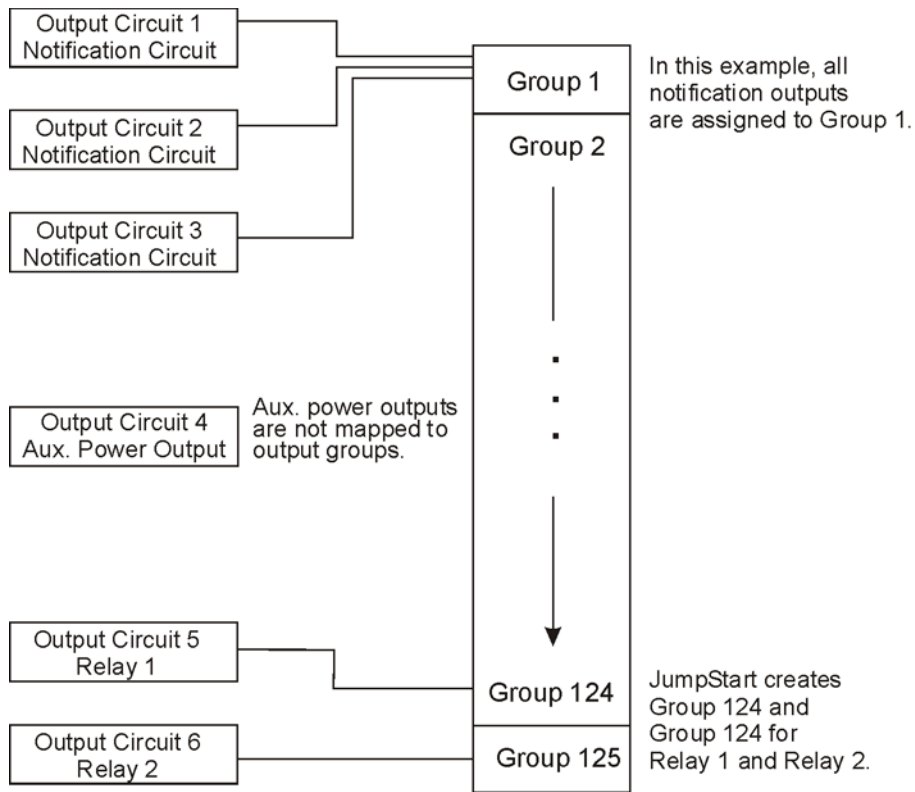 Output Circuit 1
Notification Circuit
Output Circuit 2
Notification Circuit
Output Circuit 3
Notification Circuit
Output Circuit 4
Aux. Power Output
Aux. power outputs
are not mapped to
output groups.
Output Circuit 5
Relay 1
Output Circuit 6
Relay 2
Group 1
Group 2
Group 124
Group 125
In this example, all
notification outputs
are assigned to Group 1.
JumpStart creates
Group 124 and
Group 124 for
Relay 1 and Relay 2.